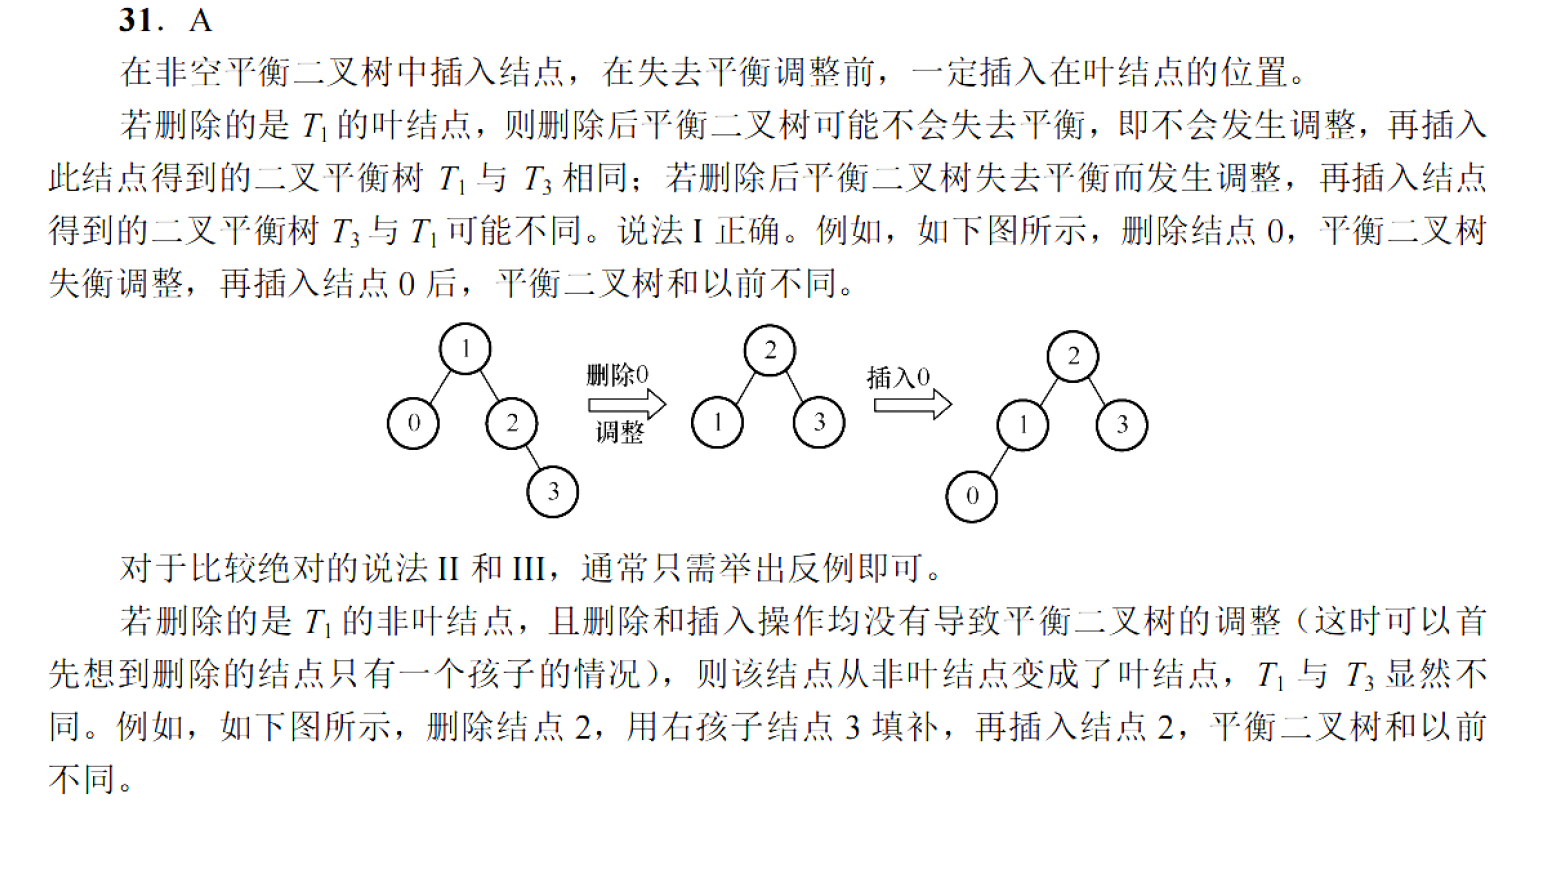 31. A
在非空平衡二叉树中插入结点，在失去平衡调整前，一定插入在叶结点的位置。
若删除的是 T1 的叶结点，则删除后平衡二叉树可能不会失去平衡，即不会发生调整，再插入
此结点得到的二叉平衡树 T1 与 T3 相同；若删除后平衡二叉树失去平衡而发生调整，再插入结点
得到的二叉平衡树 T3 与 T1 可能不同。说法 I 正确。例如，如下图所示，删除结点 0，平衡二叉树
失衡调整，再插入结点 0 后，平衡二叉树和以前不同。
1
0
2
3
删除0
调整
2
1
3
插入0
2
1
3
0
对于比较绝对的说法 II 和 III，通常只需举出反例即可。
若删除的是 T1 的非叶结点，且删除和插入操作均没有导致平衡二叉树的调整（这时可以首
先想到删除的结点只有一个孩子的情况），则该结点从非叶结点变成了叶结点，T1 与 T3 显然不
同。例如，如下图所示，删除结点 2，用右孩子结点 3 填补，再插入结点 2，平衡二叉树和以前
不同。